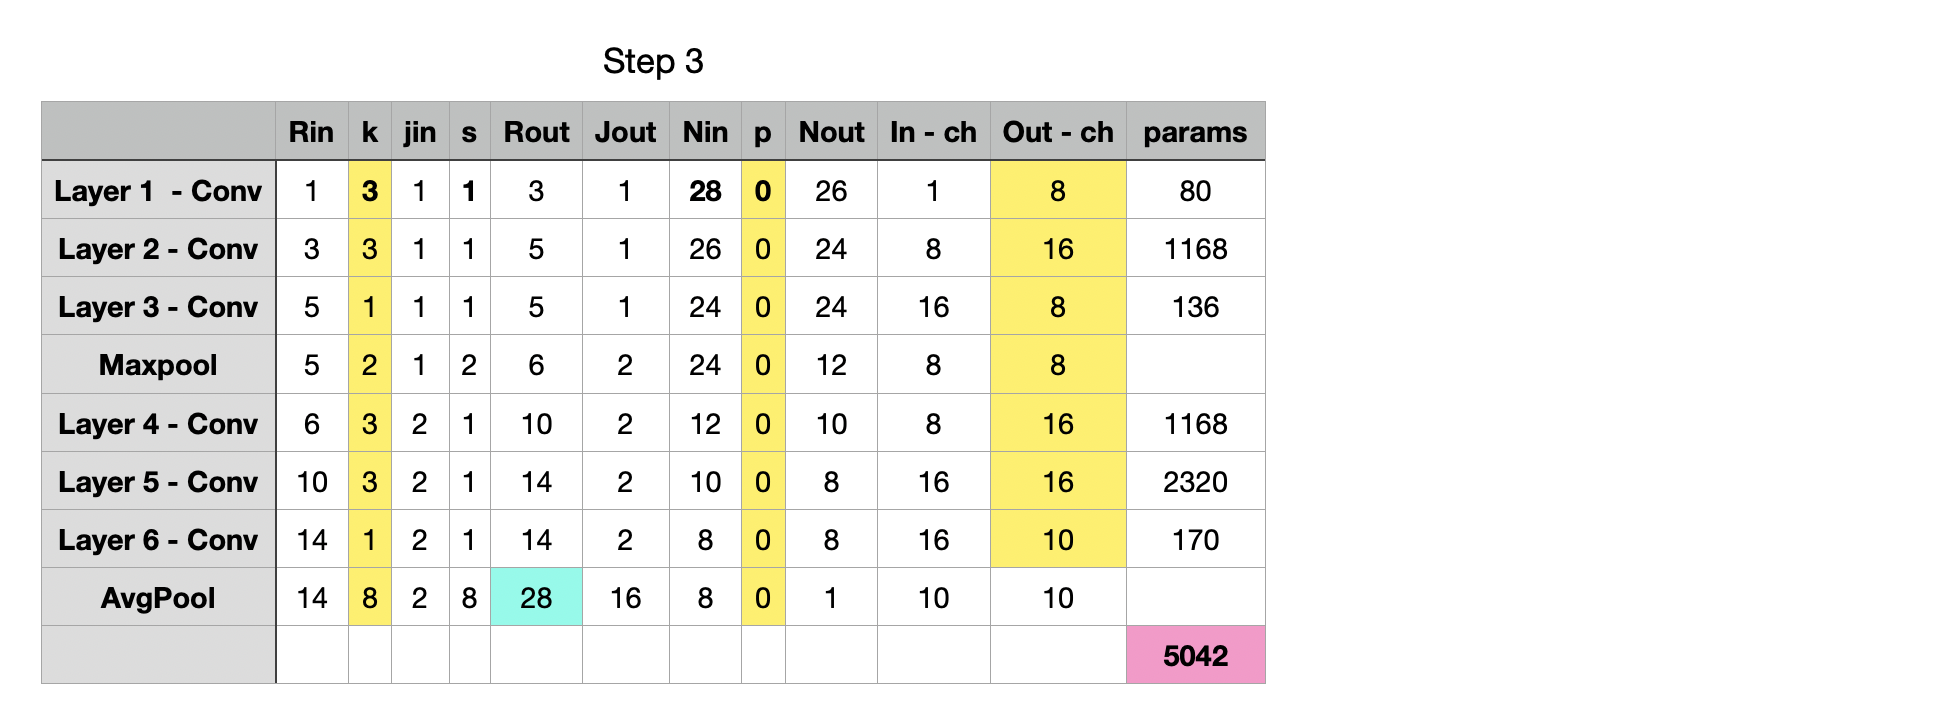 Step 3
Rin k jin s Rout Jout Nin p Nout In - ch Out - ch params
Layer 1 - Conv 1 3 1 1 3 1 28 0 26 1 8 80
Layer 2 - Conv 3 3 1 1 5 1 26 0 24 8 16 1168
Layer 3 - Conv 5 1 1 1 5 1 24 0 24 16 8 136
Maxpool 5 2 1 2 6 2 24 0 12 8 8
Layer 4 - Conv 6 3 2 1 10 2 12 0 10 8 16 1168
Layer 5 - Conv 10 3 2 1 14 2 10 0 8 16 16 2320
Layer 6 - Conv 14 1 2 1 14 2 8 0 8 16 10 170
AvgPool 14 8 2 8 28 16 8 0 1 10 10
5042